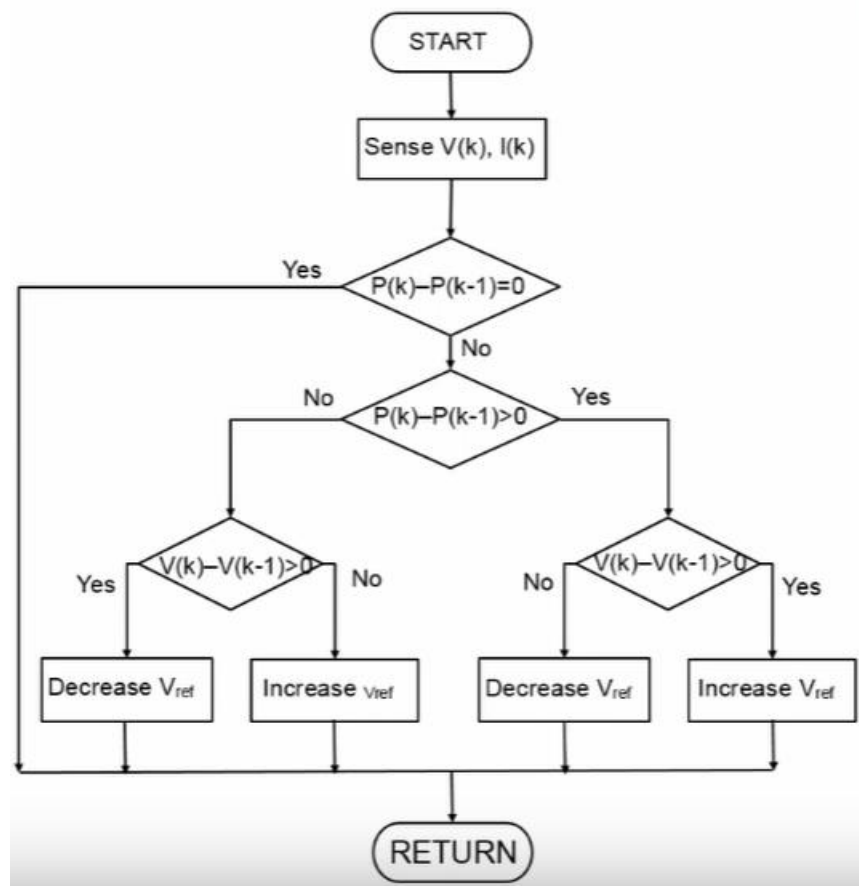 START
Sense V(k), I(k)
Yes
P(k)–P(k-1)=0
No
No
P(k)–P(k-1)>0
Yes
V(k)–V(k-1)>0
Yes
No
V(k)–V(k-1)>0
No
Yes
Decrease Vref
Increase Vref
Decrease Vref
Increase Vref
RETURN